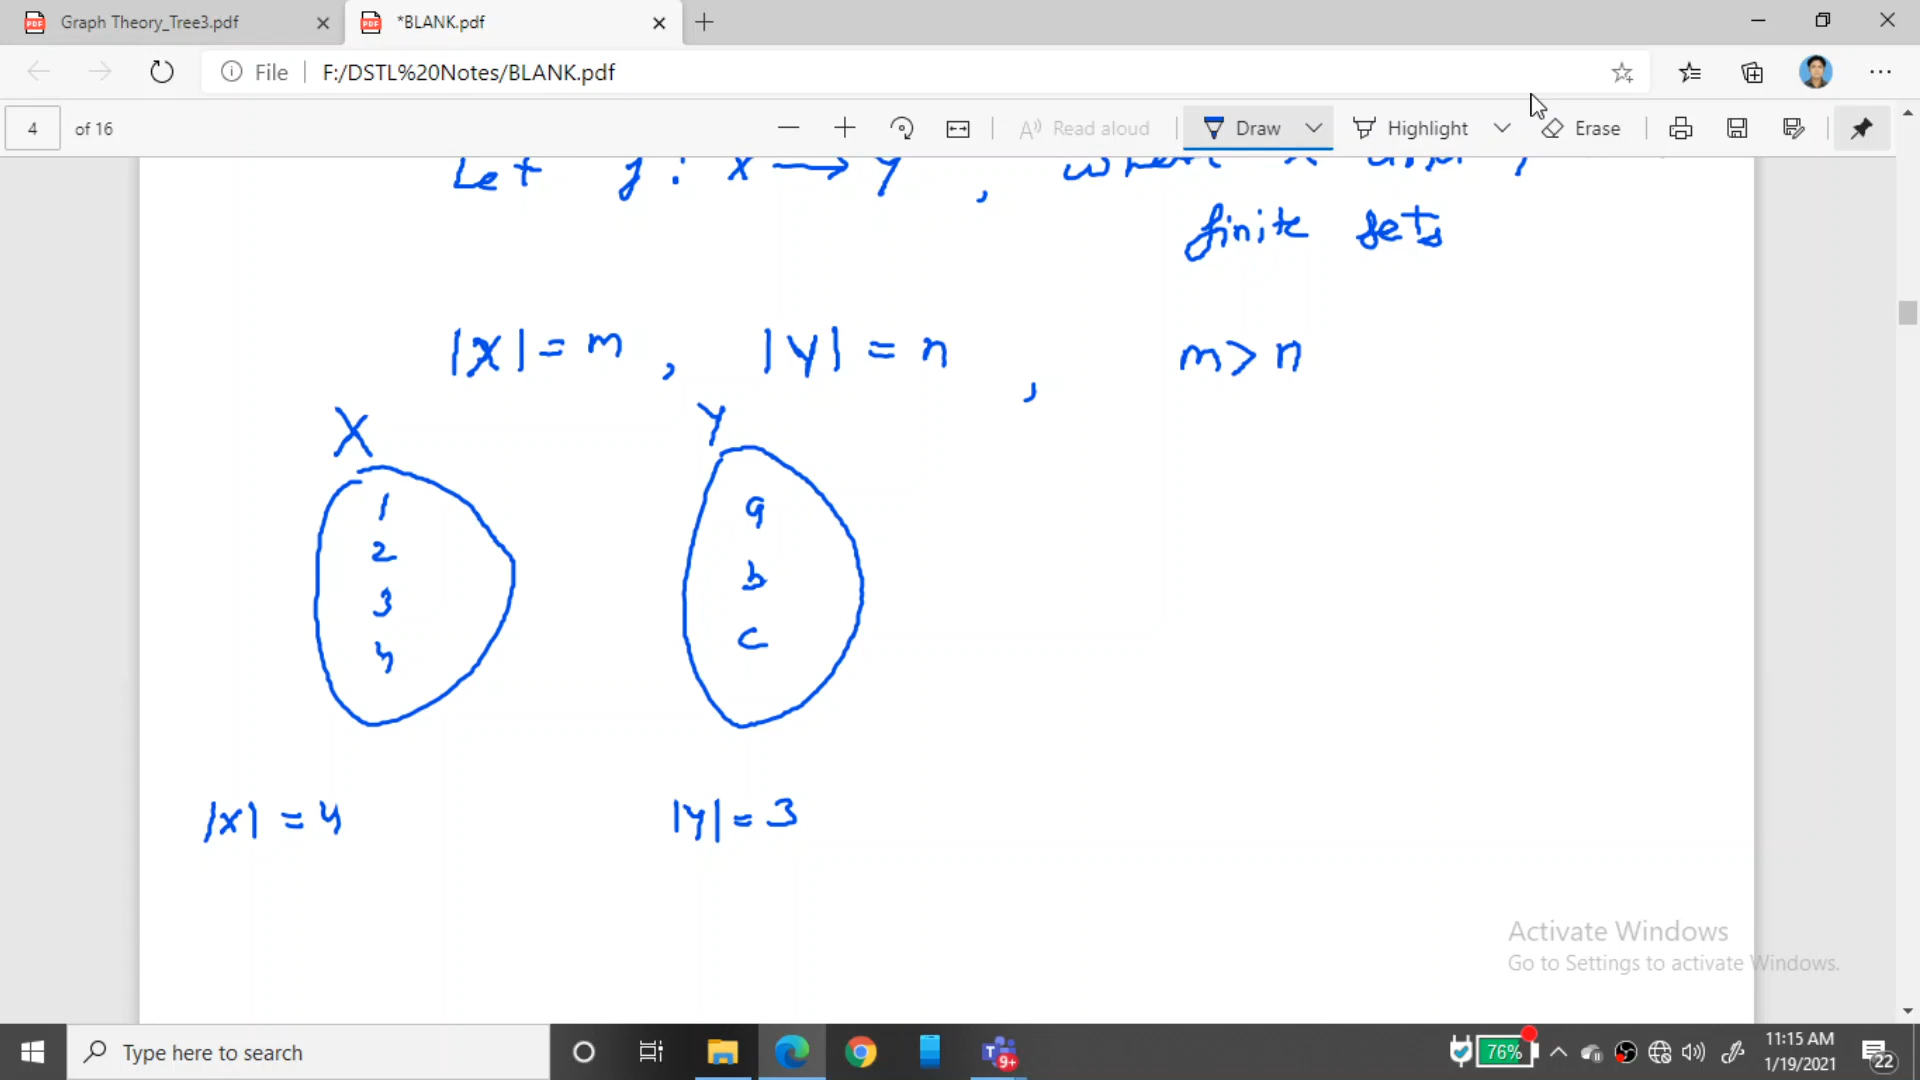 Graph Theory_Tree3.pdf
*BLANK.pdf
File
F:/DSTL%20Notes/BLANK.pdf
4 of 16
Read aloud
Draw
Highlight
Erase
Let f : X → Y ,
finite sets
|X| = m , |Y| = n , m > n
X Y
1 a
2 b
3 c
4
|X| = 4 |Y| = 3
Activate Windows
Go to Settings to activate Windows.
Type here to search
9+
76%
11:15 AM
1/19/2021
22